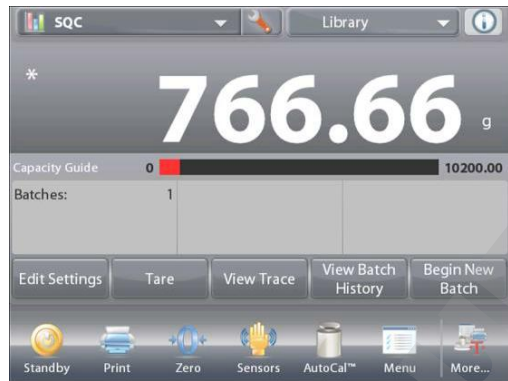 SQC Library
*
766.66 g
Capacity Guide 0 10200.00
Batches: 1
Edit Settings Tare View Trace View Batch History Begin New Batch
Standby Print Zero Sensors AutoCal™ Menu More...